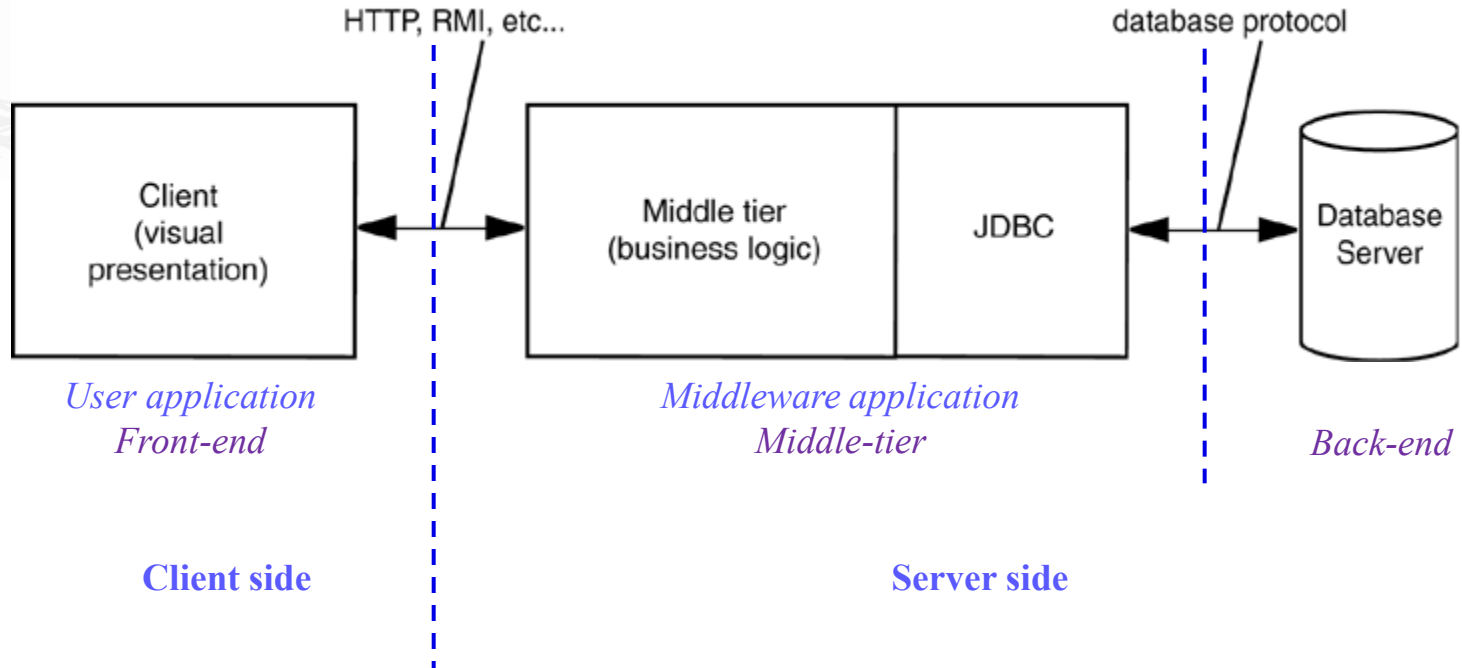 HTTP, RMI, etc...
database protocol
Client
(visual
presentation)
Middle tier
(business logic)
JDBC
Database
Server
User application
Front-end
Middleware application
Middle-tier
Back-end
Client side
Server side